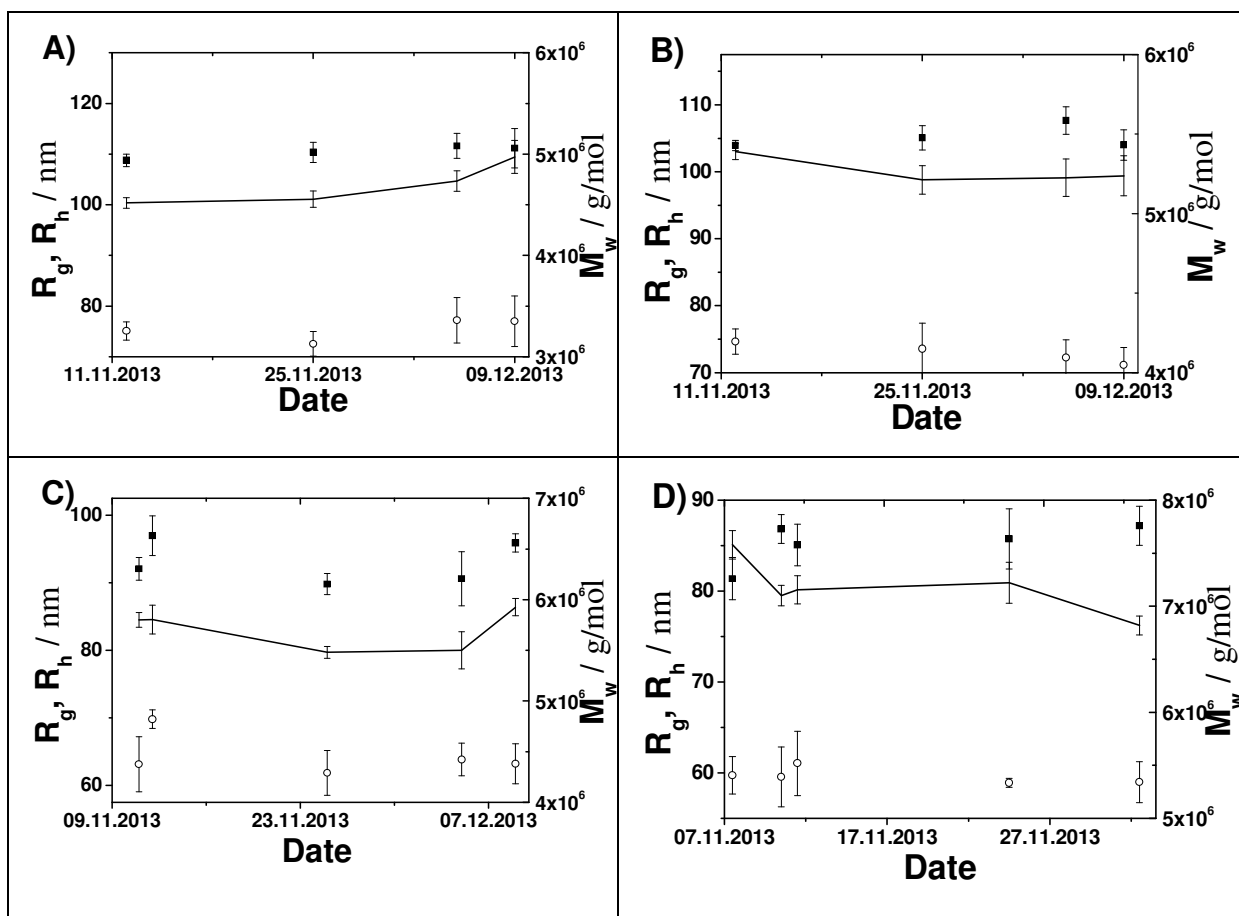 A)
120
100
80
R_g, R_h / nm
6x10^6
5x10^6
4x10^6
3x10^6
M_w / g/mol
11.11.2013 25.11.2013 09.12.2013
Date
B)
110
105
100
95
90
85
80
75
70
R_g, R_h / nm
6x10^6
5x10^6
4x10^6
M_w / g/mol
11.11.2013 25.11.2013 09.12.2013
Date
C)
100
80
60
R_g, R_h / nm
7x10^6
6x10^6
5x10^6
4x10^6
M_w / g/mol
09.11.2013 23.11.2013 07.12.2013
Date
D)
90
80
70
60
R_g, R_h / nm
8x10^6
7x10^6
6x10^6
5x10^6
M_w / g/mol
07.11.2013 17.11.2013 27.11.2013
Date